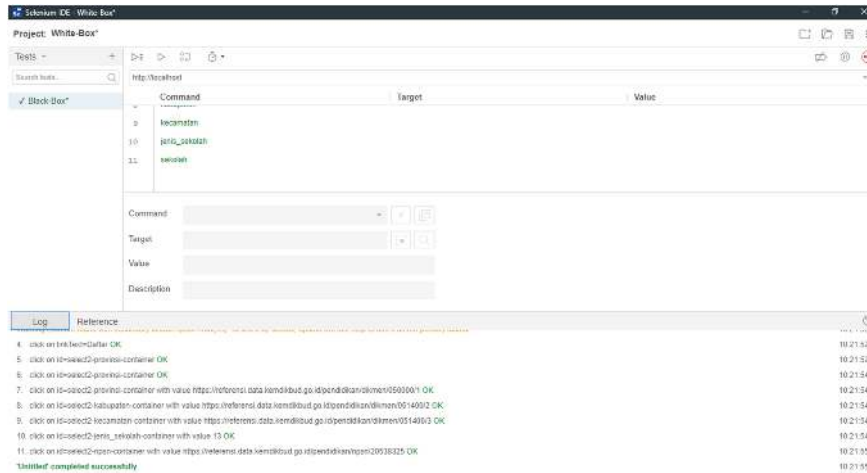 Selenium IDE - White Box*
Project: White-Box*
Tests
Search tests...
http://localhost
✓ Black-Box*
Command Target Value
9 kecamatan
10 jenis_sekolah
11 sekolah
Command
Target
Value
Description
Log Reference
4. click on linkText=Daftar OK 10:21:52
5. click on id=select2-provinsi-container OK 10:21:52
6. click on id=select2-provinsi-container OK 10:21:54
7. click on id=select2-provinsi-container with value https://referensi.data.kemdikbud.go.id/pendidikan/dikmen/050000/1 OK 10:21:54
8. click on id=select2-kabupaten-container with value https://referensi.data.kemdikbud.go.id/pendidikan/dikmen/051400/2 OK 10:21:54
9. click on id=select2-kecamatan-container with value https://referensi.data.kemdikbud.go.id/pendidikan/dikmen/051400/3 OK 10:21:54
10. click on id=select2-jenis_sekolah-container with value 13 OK 10:21:54
11. click on id=select2-npsn-container with value https://referensi.data.kemdikbud.go.id/pendidikan/npsn/20538325 OK 10:21:55
'Untitled' completed successfully 10:21:55